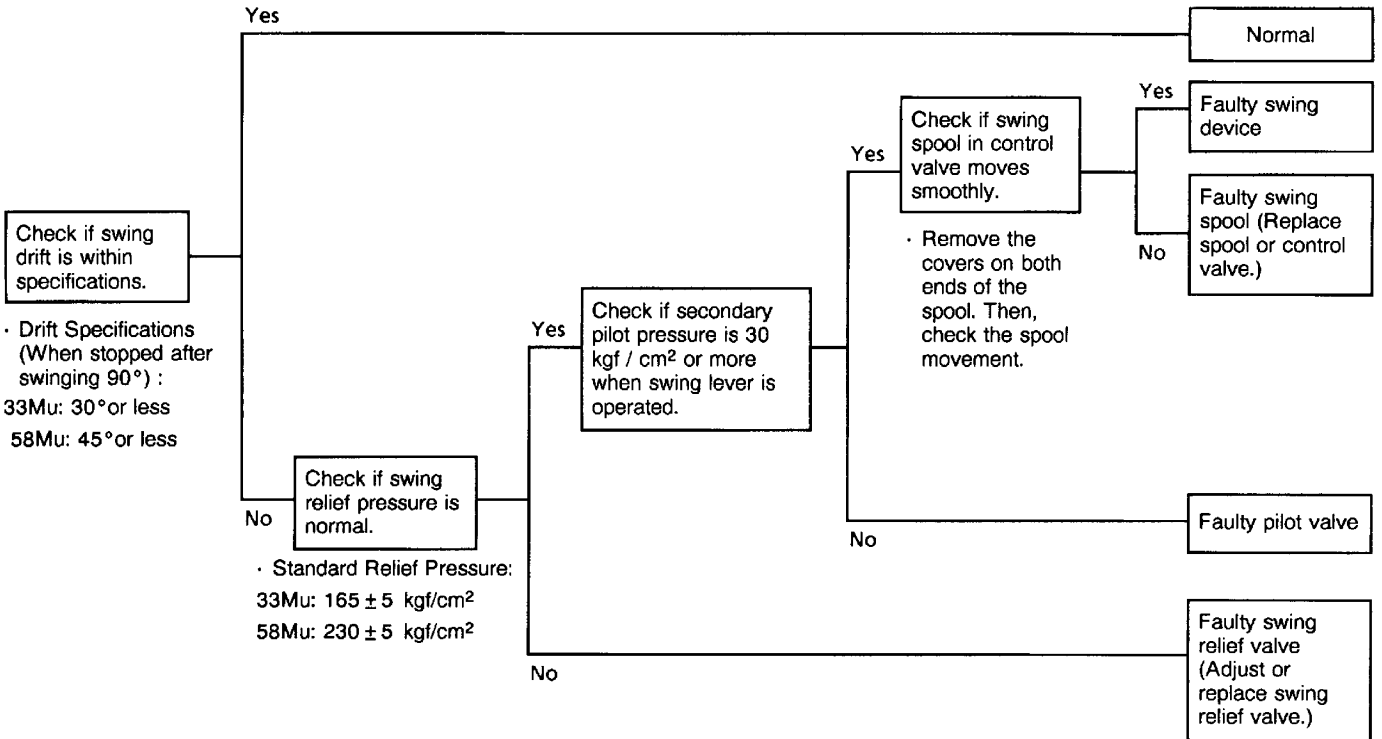 Yes
Normal
Check if swing
drift is within
specifications.
· Drift Specifications
(When stopped after
swinging 90°) :
33Mu: 30°or less
58Mu: 45°or less
No
Check if swing
relief pressure is
normal.
· Standard Relief Pressure:
33Mu: 165 ± 5 kgf/cm²
58Mu: 230 ± 5 kgf/cm²
Yes
Check if secondary
pilot pressure is 30
kgf / cm² or more
when swing lever is
operated.
Yes
Check if swing
spool in control
valve moves
smoothly.
· Remove the
covers on both
ends of the
spool. Then,
check the spool
movement.
Yes
Faulty swing
device
No
Faulty swing
spool (Replace
spool or control
valve.)
No
Faulty pilot valve
No
Faulty swing
relief valve
(Adjust or
replace swing
relief valve.)